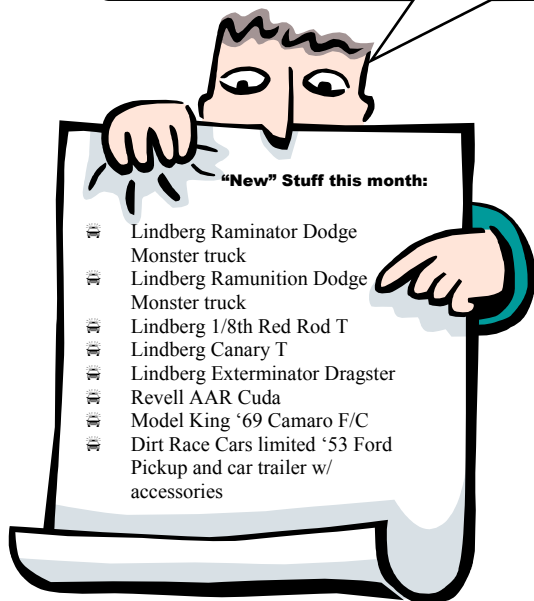 “New” Stuff this month:
Lindberg Raminator Dodge
Monster truck
Lindberg Ramunition Dodge
Monster truck
Lindberg 1/8th Red Rod T
Lindberg Canary T
Lindberg Exterminator Dragster
Revell AAR Cuda
Model King ‘69 Camaro F/C
Dirt Race Cars limited ‘53 Ford
Pickup and car trailer w/
accessories